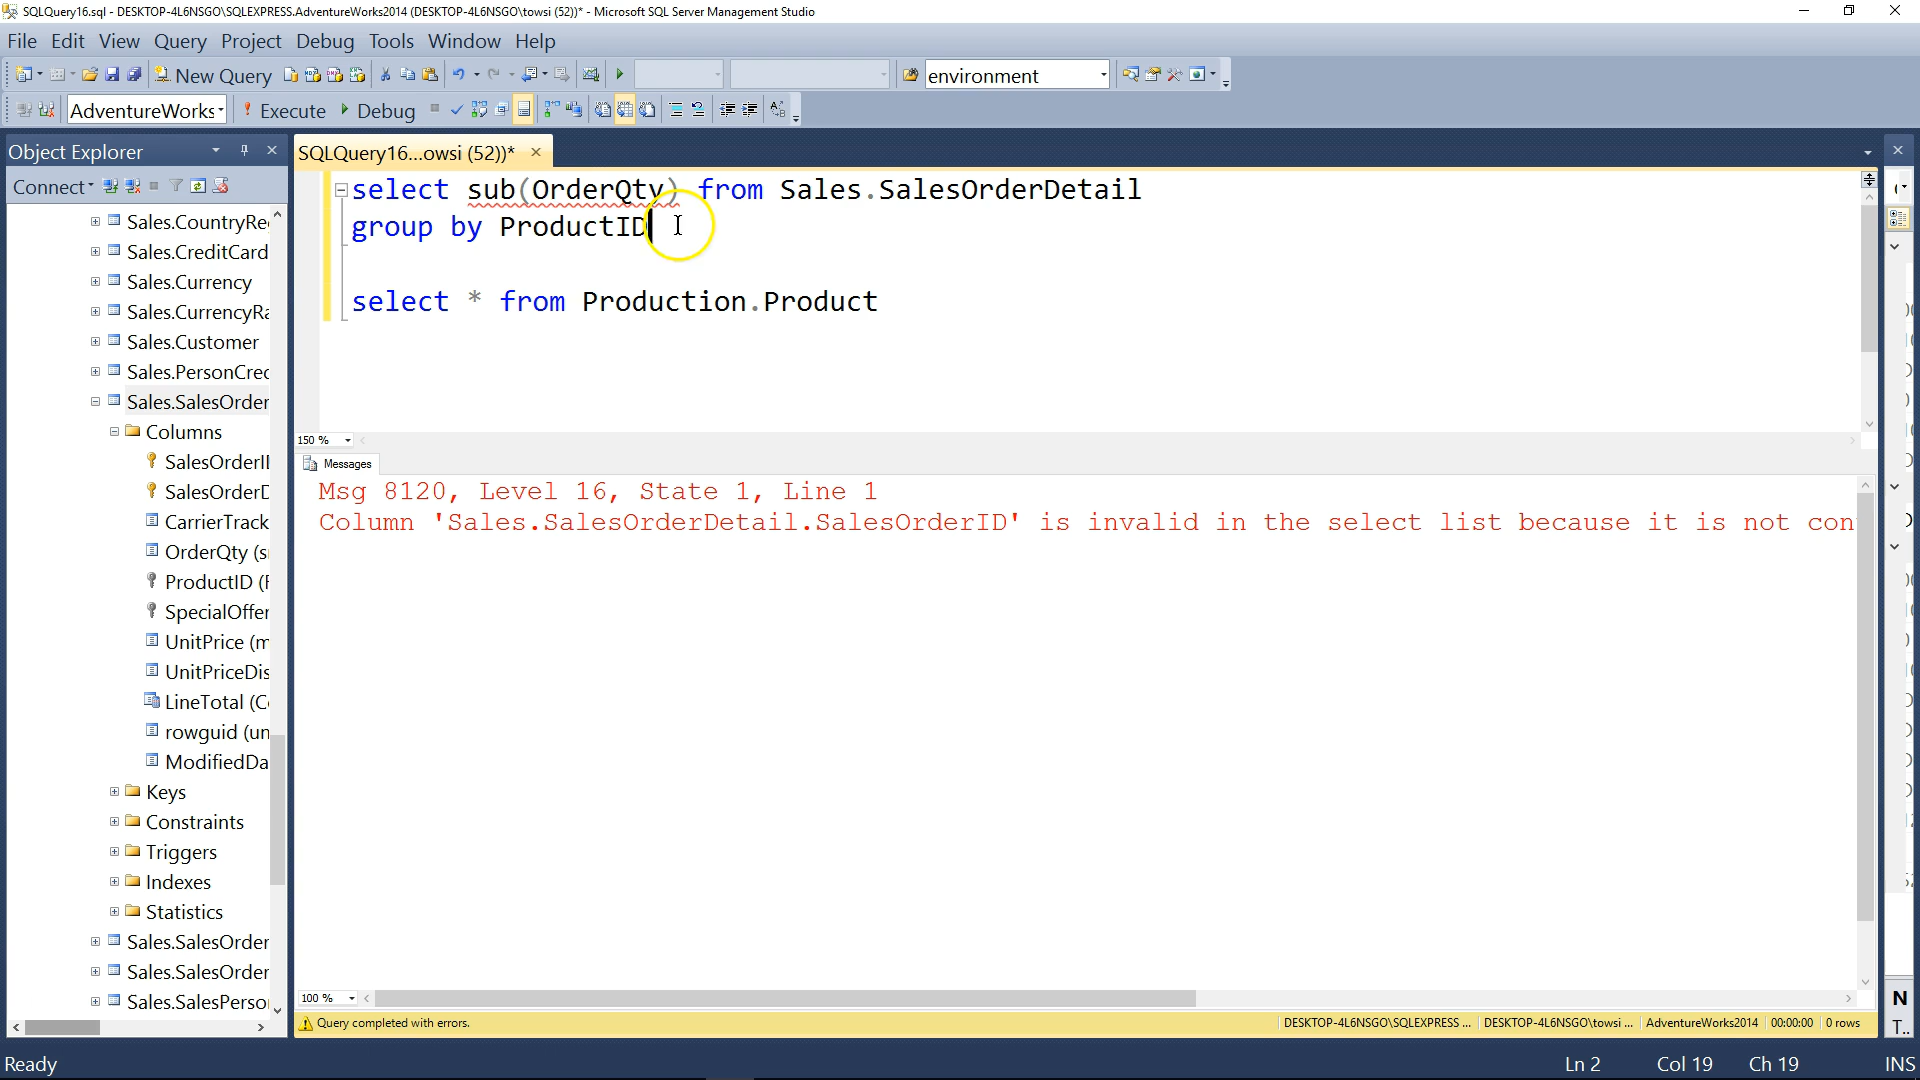 SQLQuery16.sql - DESKTOP-4L6NSGO\SQLEXPRESS.AdventureWorks2014 (DESKTOP-4L6NSGO\towsi (52))* - Microsoft SQL Server Management Studio
File Edit View Query Project Debug Tools Window Help
New Query environment
AdventureWorks Execute Debug
Object Explorer
SQLQuery16...owsi (52))*
Connect
Sales.CountryRe
Sales.CreditCard
Sales.Currency
Sales.CurrencyRa
Sales.Customer
Sales.PersonCred
Sales.SalesOrder
Columns
SalesOrderI
SalesOrderD
CarrierTrack
OrderQty (s
ProductID (F
SpecialOffer
UnitPrice (m
UnitPriceDis
LineTotal (C
rowguid (un
ModifiedDa
Keys
Constraints
Triggers
Indexes
Statistics
Sales.SalesOrder
Sales.SalesOrder
Sales.SalesPerso
select sub(OrderQty) from Sales.SalesOrderDetail
group by ProductID
select * from Production.Product
150 %
Messages
Msg 8120, Level 16, State 1, Line 1
Column 'Sales.SalesOrderDetail.SalesOrderID' is invalid in the select list because it is not con
100 %
Query completed with errors.
DESKTOP-4L6NSGO\SQLEXPRESS ... DESKTOP-4L6NSGO\towsi ... AdventureWorks2014 00:00:00 0 rows
N
T..
Ready Ln 2 Col 19 Ch 19 INS